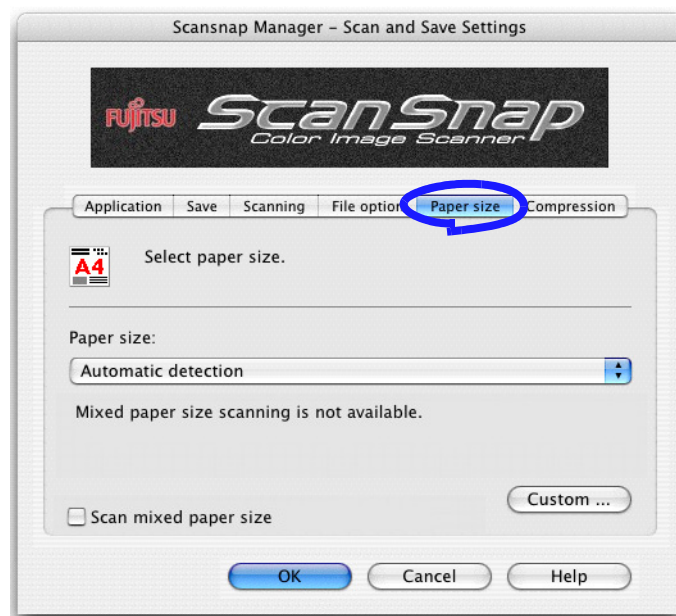 Scansnap Manager – Scan and Save Settings
FUJITSU ScanSnap
Color Image Scanner
Application Save Scanning File option Paper size Compression
A4
Select paper size.
Paper size:
Automatic detection
Mixed paper size scanning is not available.
Custom ...
Scan mixed paper size
OK Cancel Help